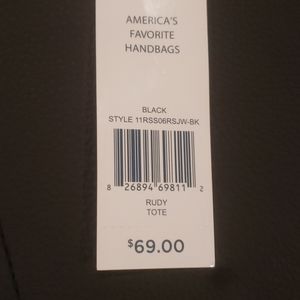 AMERICA'S
FAVORITE
HANDBAGS
BLACK
STYLE 11RSS06RSJW-BK
8 26894 69811 2
RUDY
TOTE
$69.00